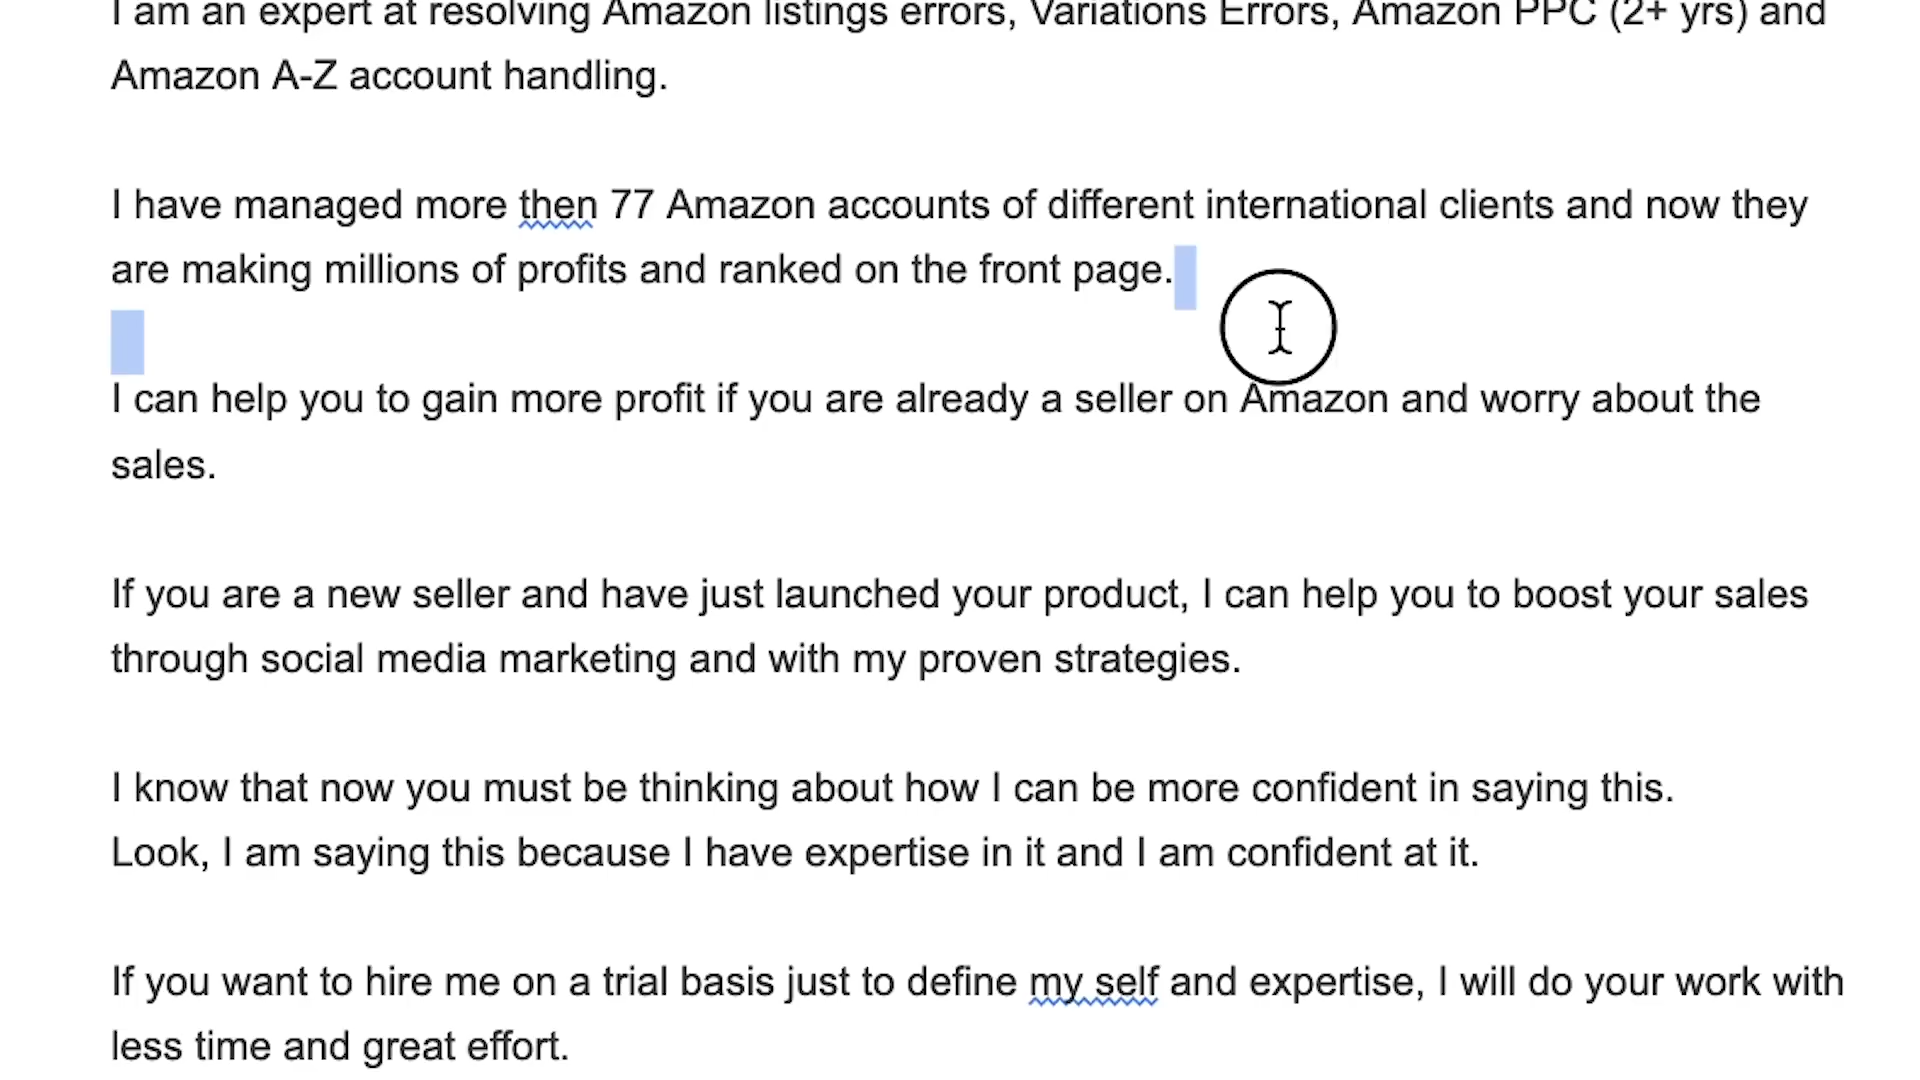 I am an expert at resolving Amazon listings errors, Variations Errors, Amazon PPC (2+ yrs) and
Amazon A-Z account handling.
I have managed more then 77 Amazon accounts of different international clients and now they
are making millions of profits and ranked on the front page.
I can help you to gain more profit if you are already a seller on Amazon and worry about the
sales.
If you are a new seller and have just launched your product, I can help you to boost your sales
through social media marketing and with my proven strategies.
I know that now you must be thinking about how I can be more confident in saying this.
Look, I am saying this because I have expertise in it and I am confident at it.
If you want to hire me on a trial basis just to define my self and expertise, I will do your work with
less time and great effort.